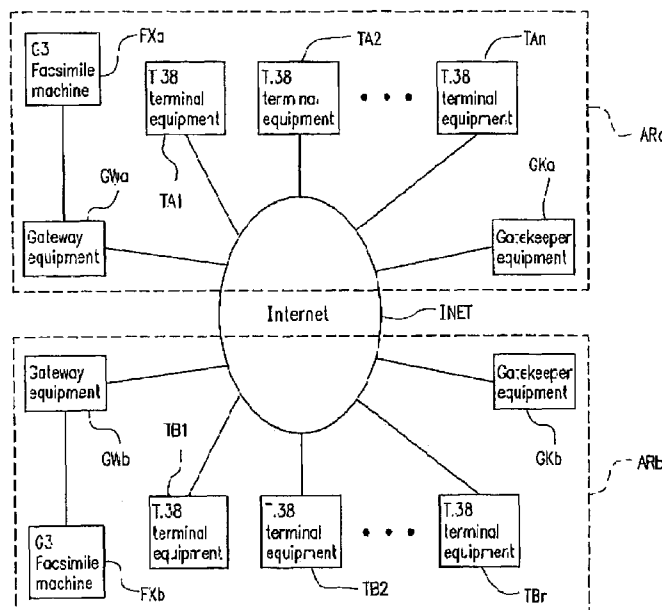 G3
Facsimile
machine
FXa
T.38
terminal
equipment
TA1
TA2
T.38
terminal
equipment
• • •
TAn
T.38
terminal
equipment
ARa
GWa
Gateway
equipment
GKa
Gatekeeper
equipment
Internet
INET
Gateway
equipment
GWb
Gatekeeper
equipment
GKb
ARb
G3
Facsimile
machine
FXb
TB1
T.38
terminal
equipment
T.38
terminal
equipment
TB2
• • •
T.38
terminal
equipment